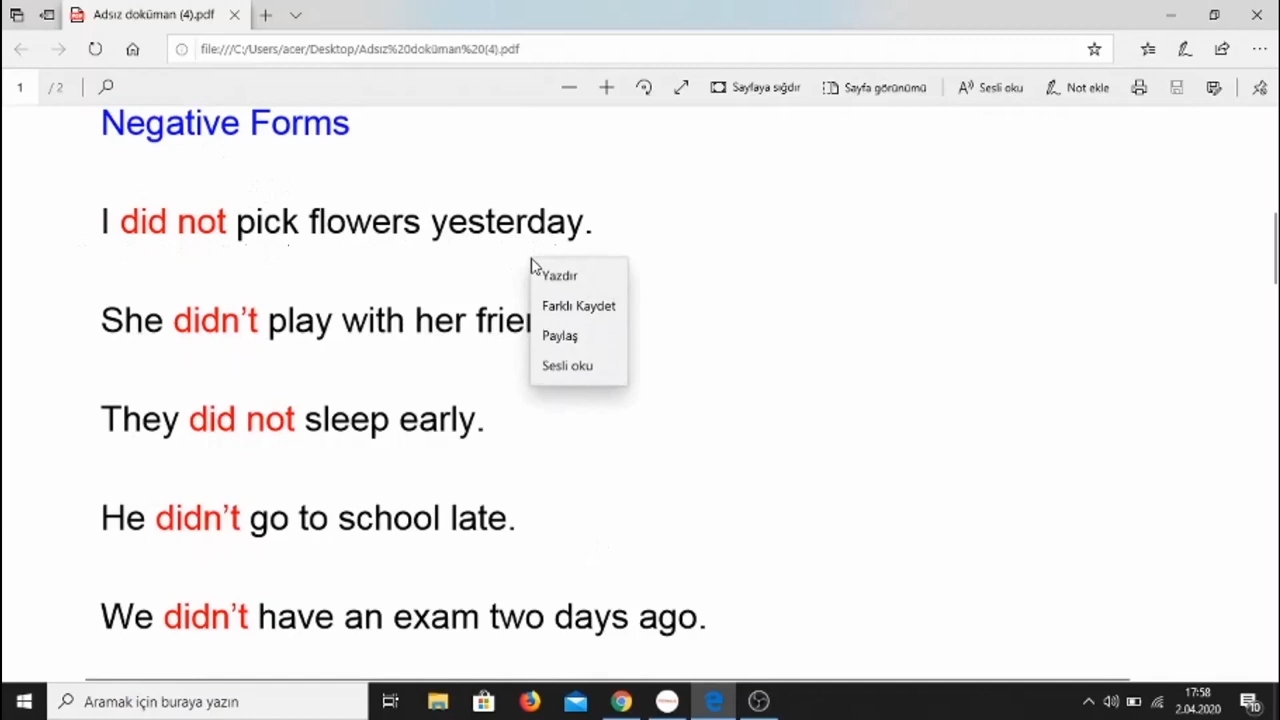 Adsız doküman (4).pdf
file:///C:/Users/acer/Desktop/Adsız%20doküman%20(4).pdf
1 /2 Sayfaya sığdır Sayfa görünümü Sesli oku Not ekle
Negative Forms
I did not pick flowers yesterday.
Yazdır
Farklı Kaydet
Paylaş
Sesli oku
She didn't play with her
They did not sleep early.
He didn't go to school late.
We didn't have an exam two days ago.
Aramak için buraya yazın
17:58
2.04.2020
10